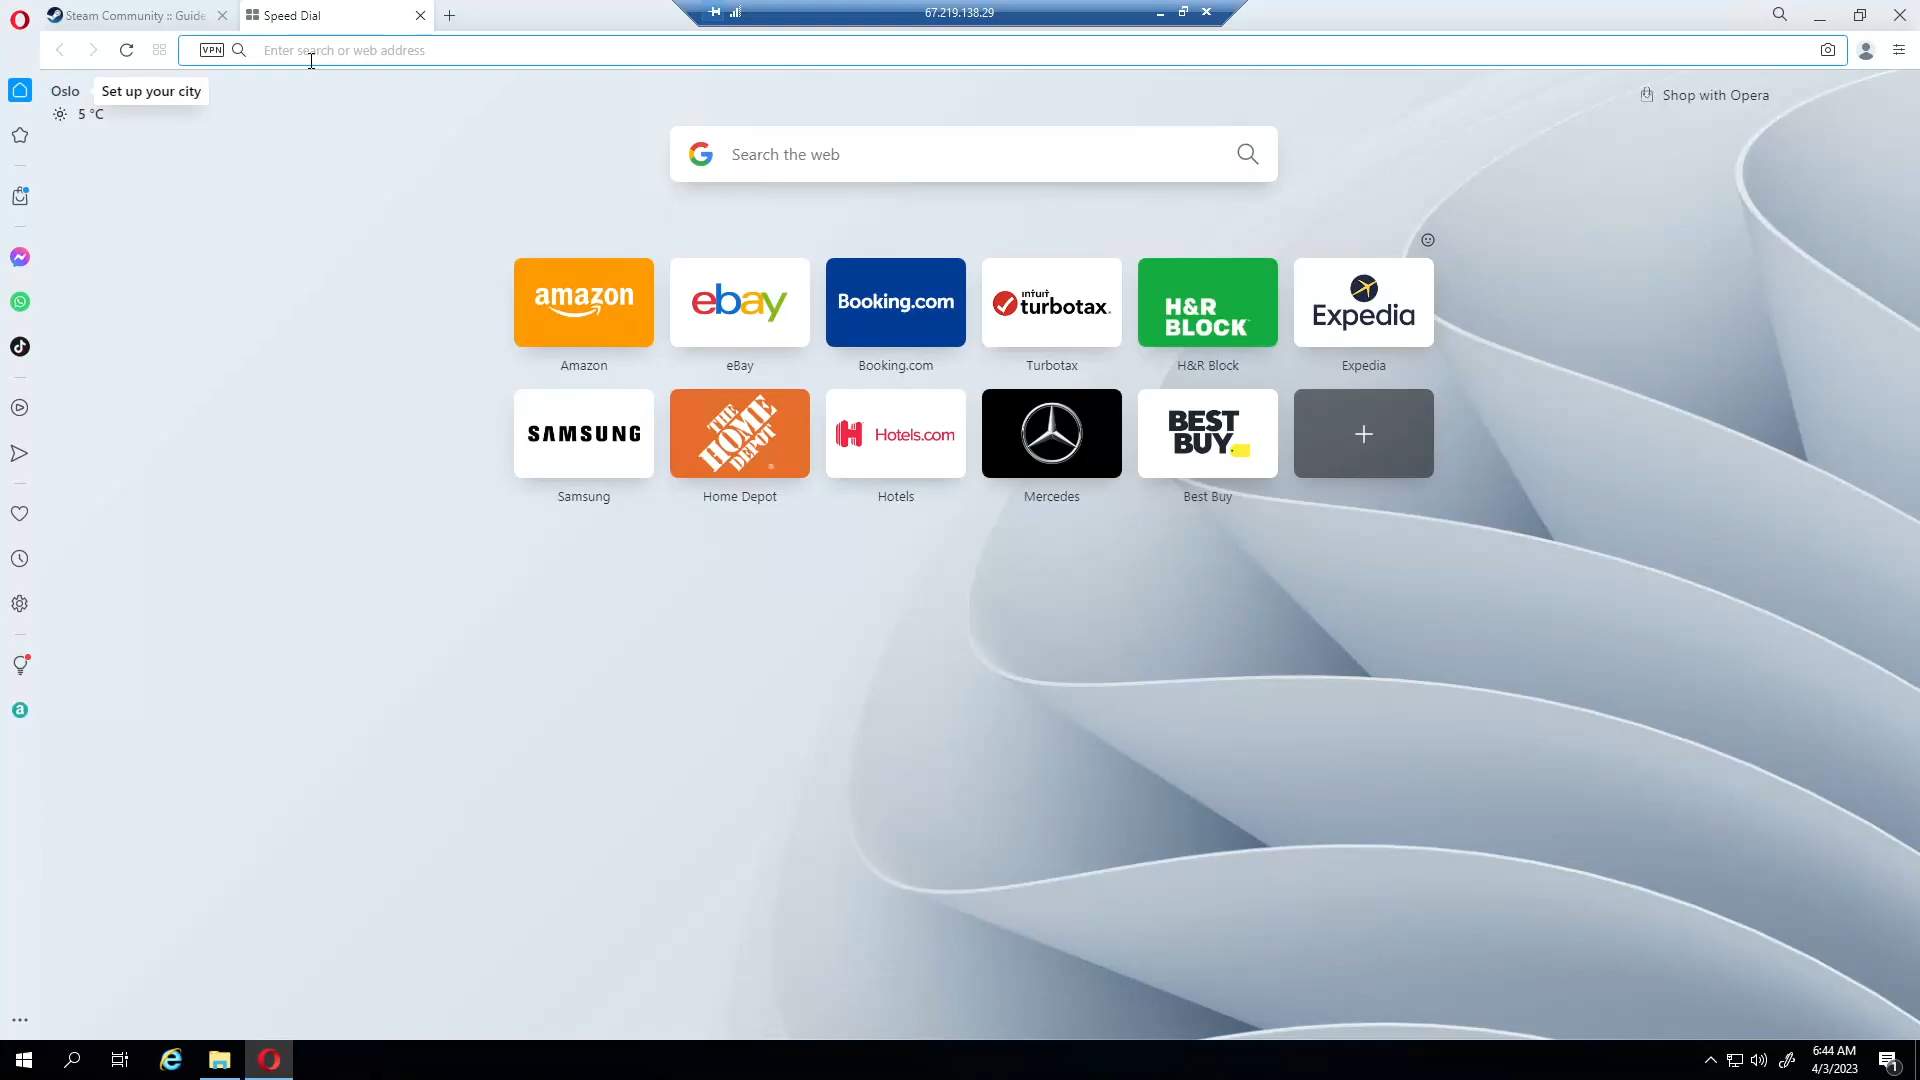 Steam Community :: Guide
Speed Dial
67.219.138.29
VPN
Enter search or web address
Oslo
Set up your city
5 °C
Shop with Opera
Search the web
amazon
ebay
Booking.com
intuit
turbotax.
H&R
BLOCK
Expedia
Amazon
eBay
Booking.com
Turbotax
H&R Block
Expedia
SAMSUNG
THE
HOME
DEPOT
Hotels.com
BEST
BUY
Samsung
Home Depot
Hotels
Mercedes
Best Buy
a
6:44 AM
4/3/2023
1